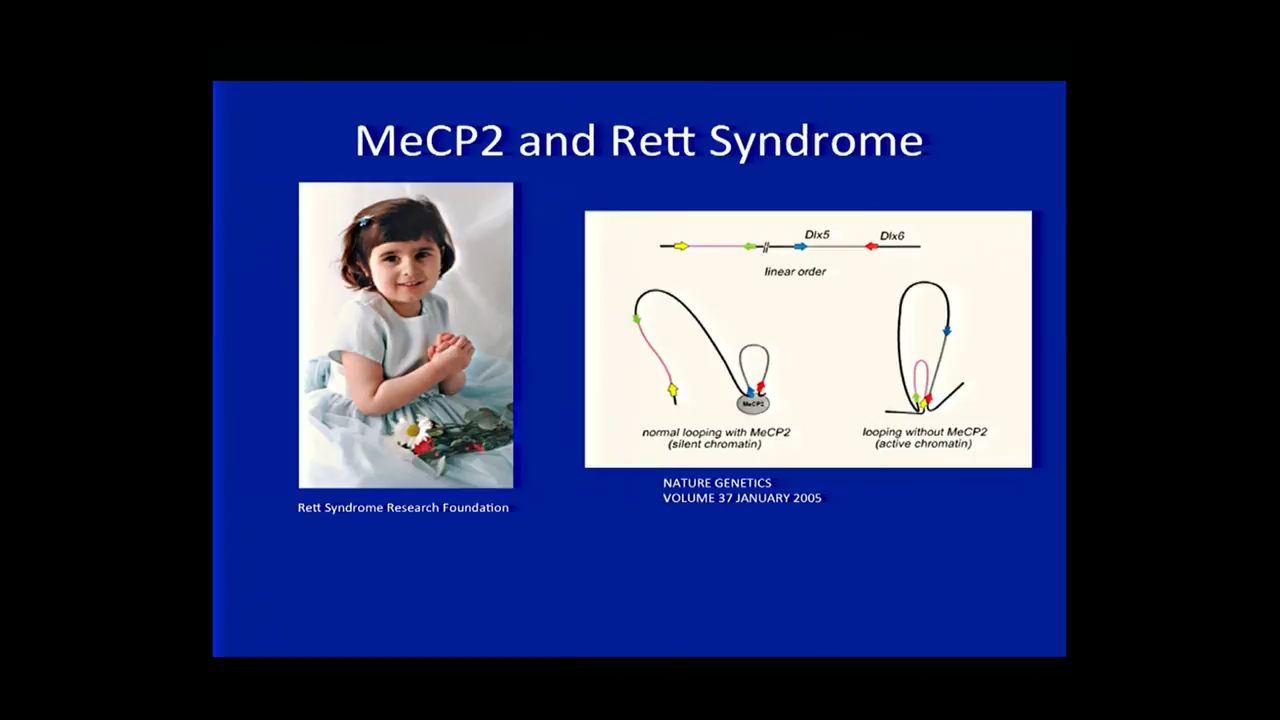 MeCP2 and Rett Syndrome
Dlx5
Dlx6
linear order
MeCP2
normal looping with MeCP2
(silent chromatin)
looping without MeCP2
(active chromatin)
NATURE GENETICS
VOLUME 37 JANUARY 2005
Rett Syndrome Research Foundation